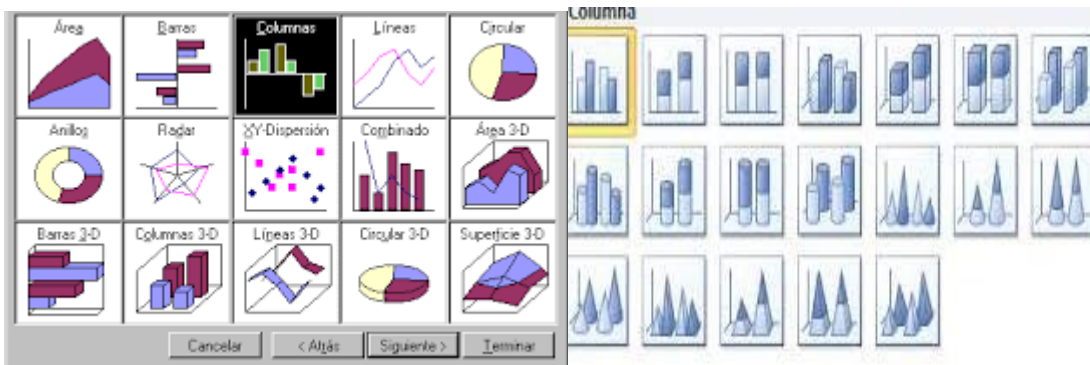 Área Barras Columnas Líneas Circular
Anillos Radar XY-Dispersión Combinado Área 3-D
Barras 3-D Columnas 3-D Líneas 3-D Circular 3-D Superficie 3-D
Cancelar < Atrás Siguiente > Terminar
Columna